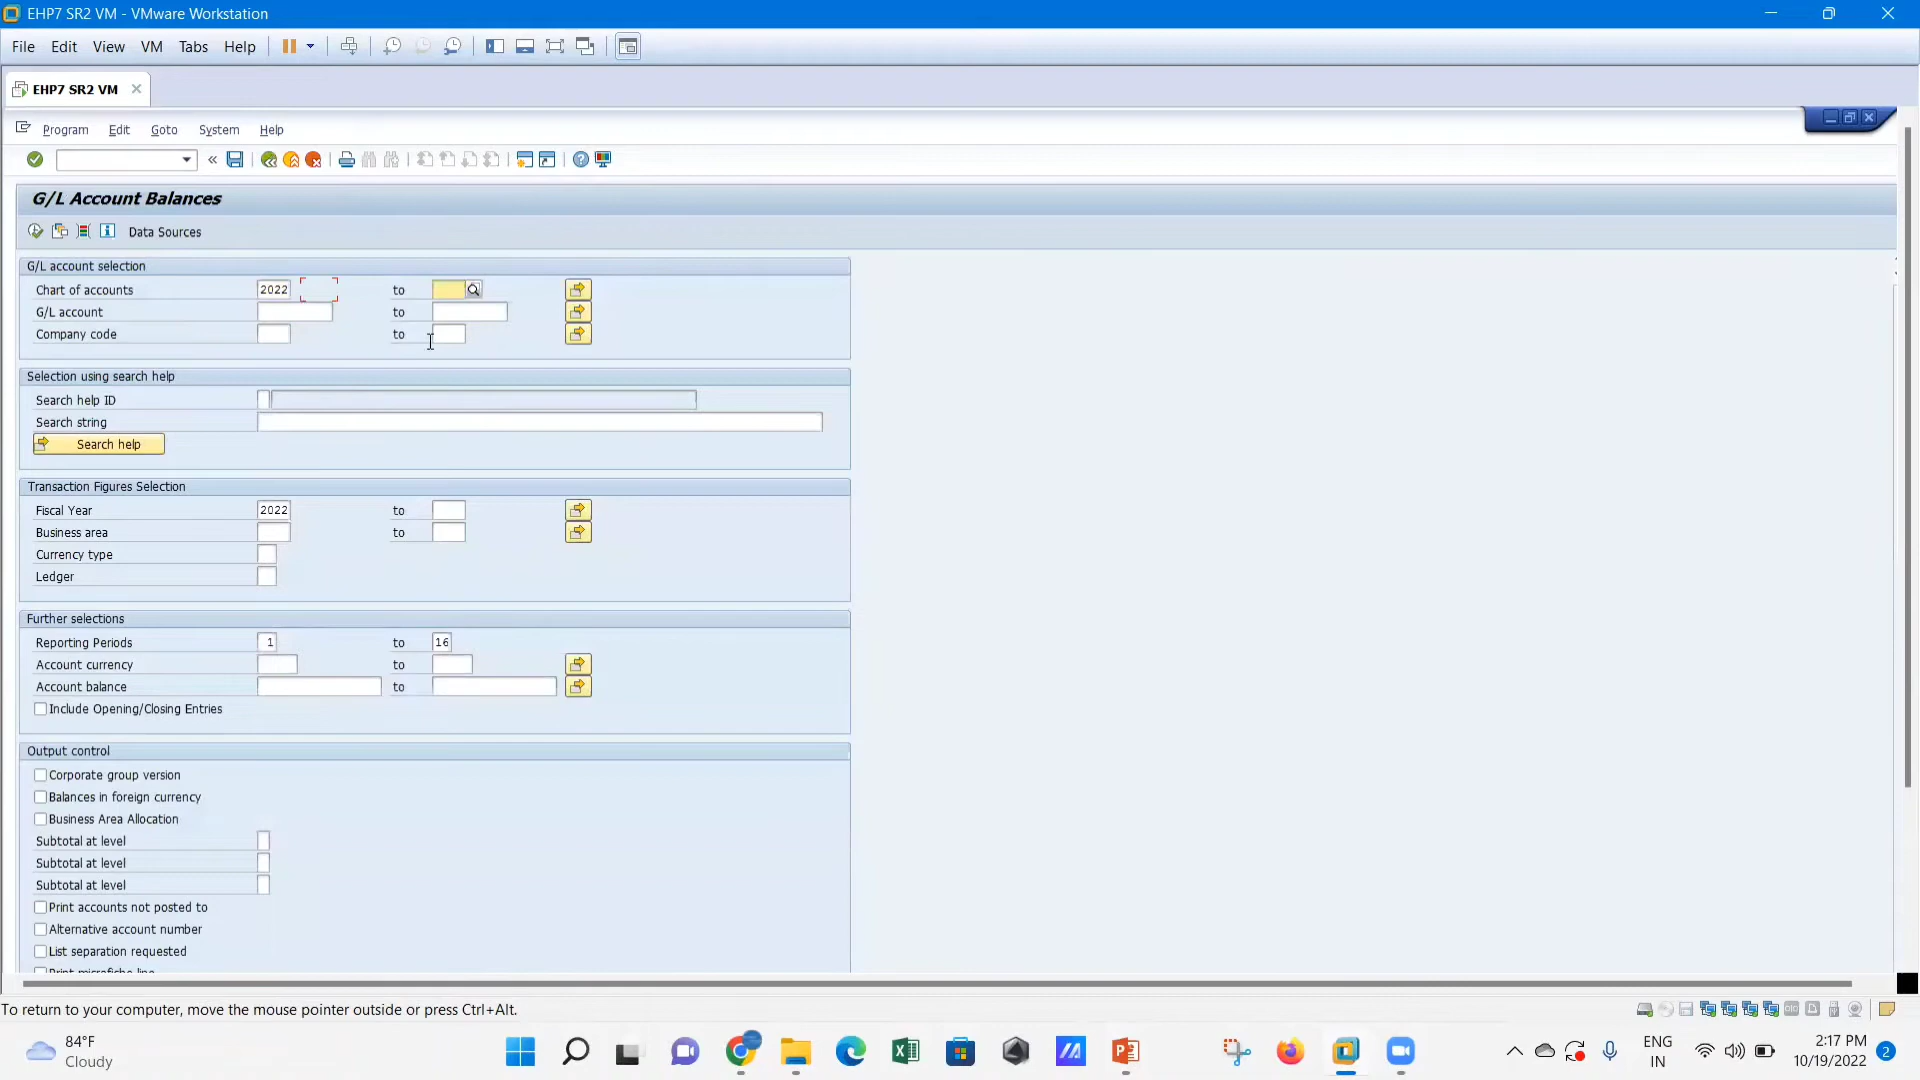 EHP7 SR2 VM - VMware Workstation
File Edit View VM Tabs Help
EHP7 SR2 VM
Program Edit Goto System Help
G/L Account Balances
Data Sources
G/L account selection
Chart of accounts 2022 to
G/L account to
Company code to
Selection using search help
Search help ID
Search string
Search help
Transaction Figures Selection
Fiscal Year 2022 to
Business area to
Currency type
Ledger
Further selections
Reporting Periods 1 to 16
Account currency to
Account balance to
Include Opening/Closing Entries
Output control
Corporate group version
Balances in foreign currency
Business Area Allocation
Subtotal at level
Subtotal at level
Subtotal at level
Print accounts not posted to
Alternative account number
List separation requested
Print microfiche line
To return to your computer, move the mouse pointer outside or press Ctrl+Alt.
84°F
Cloudy
ENG
IN
2:17 PM
10/19/2022
2